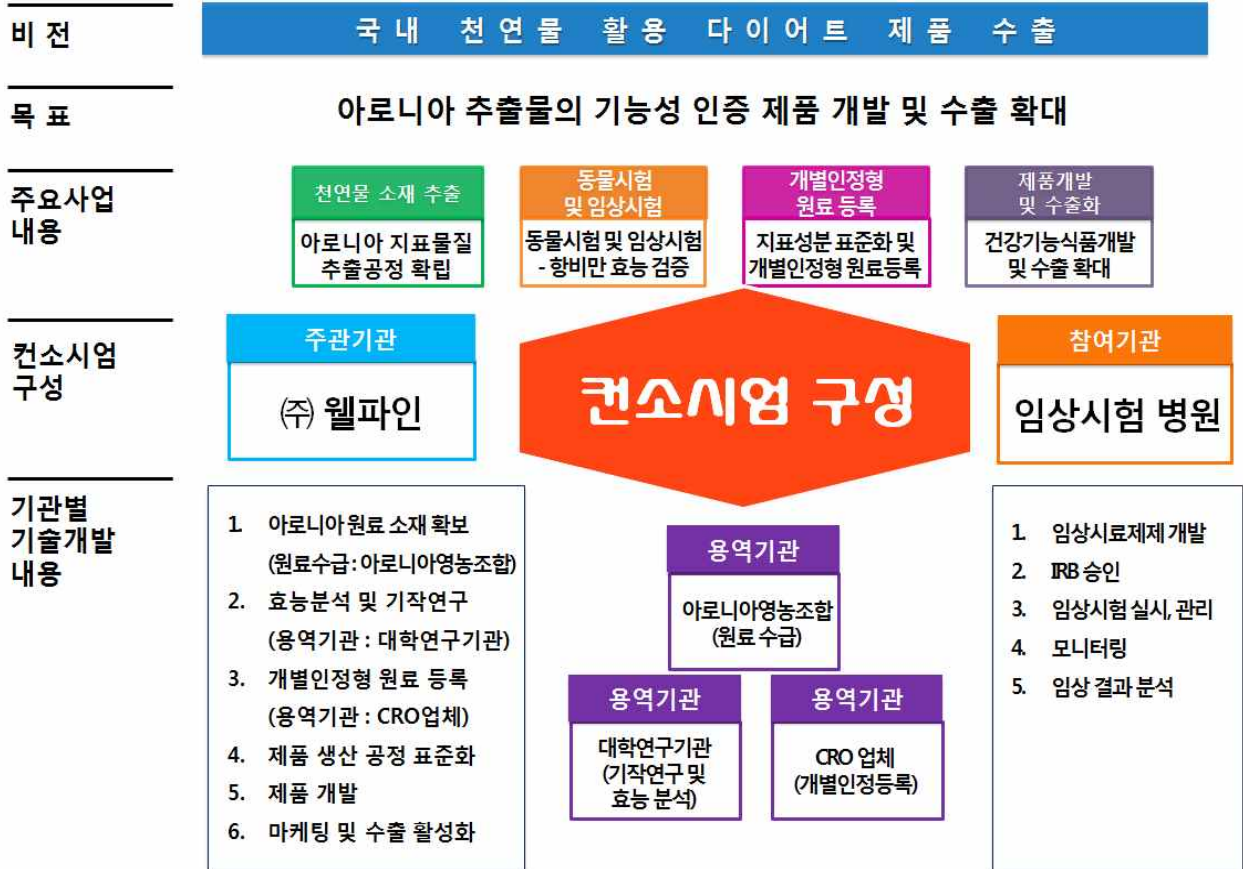 비 전
국 내 천 연 물 활 용 다 이 어 트 제 품 수 출
목 표
아로니아 추출물의 기능성 인증 제품 개발 및 수출 확대
주요사업
내용
천연물 소재 추출
아로니아 지표물질
추출공정 확립
동물시험
및 임상시험
동물시험 및 임상시험
- 항비만 효능 검증
개별인정형
원료 등록
지표성분 표준화 및
개별인정형 원료등록
제품개발
및 수출화
건강기능식품개발
및 수출 확대
컨소시엄
구성
주관기관
㈜ 웰파인
컨소시엄 구성
참여기관
임상시험 병원
기관별
기술개발
내용
1. 아로니아 원료 소재 확보
(원료수급 : 아로니아영농조합)
2. 효능분석 및 기작연구
(용역기관 : 대학연구기관)
3. 개별인정형 원료 등록
(용역기관 : CRO업체)
4. 제품 생산 공정 표준화
5. 제품 개발
6. 마케팅 및 수출 활성화
용역기관
아로니아영농조합
(원료 수급)
용역기관
대학연구기관
(기작연구 및
효능 분석)
용역기관
CRO 업체
(개별인정등록)
1. 임상시료제제 개발
2. IRB 승인
3. 임상시험 실시, 관리
4. 모니터링
5. 임상 결과 분석